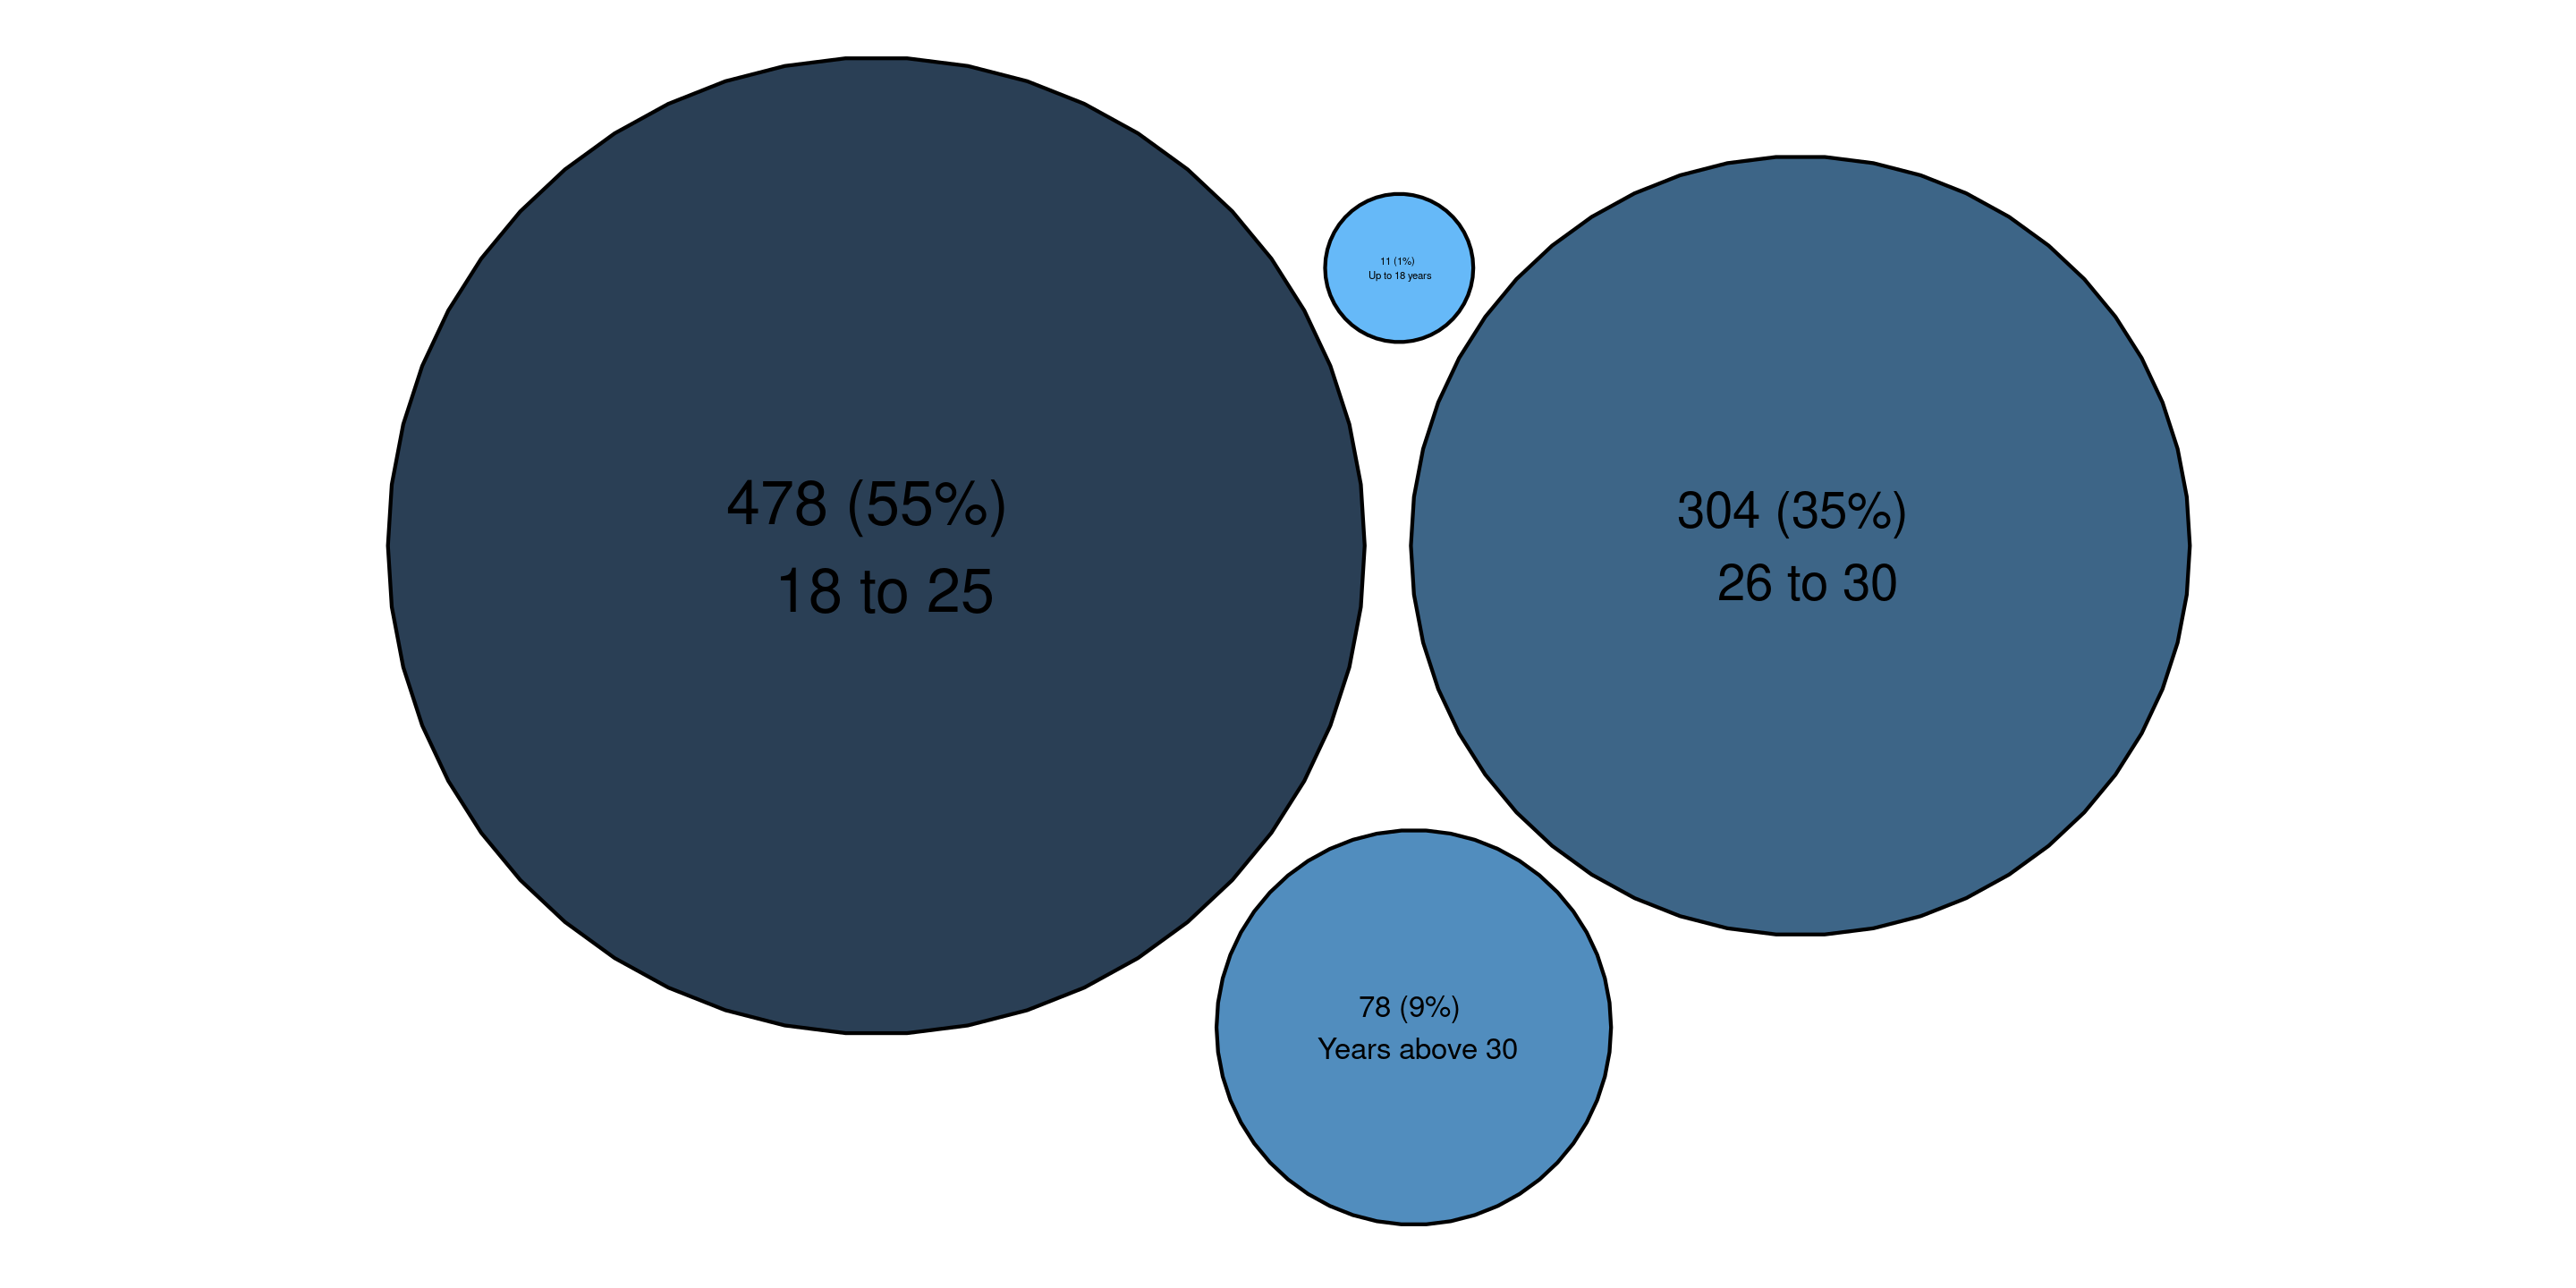 11 (1%)
Up to 18 years
478 (55%)
18 to 25
304 (35%)
26 to 30
78 (9%)
Years above 30